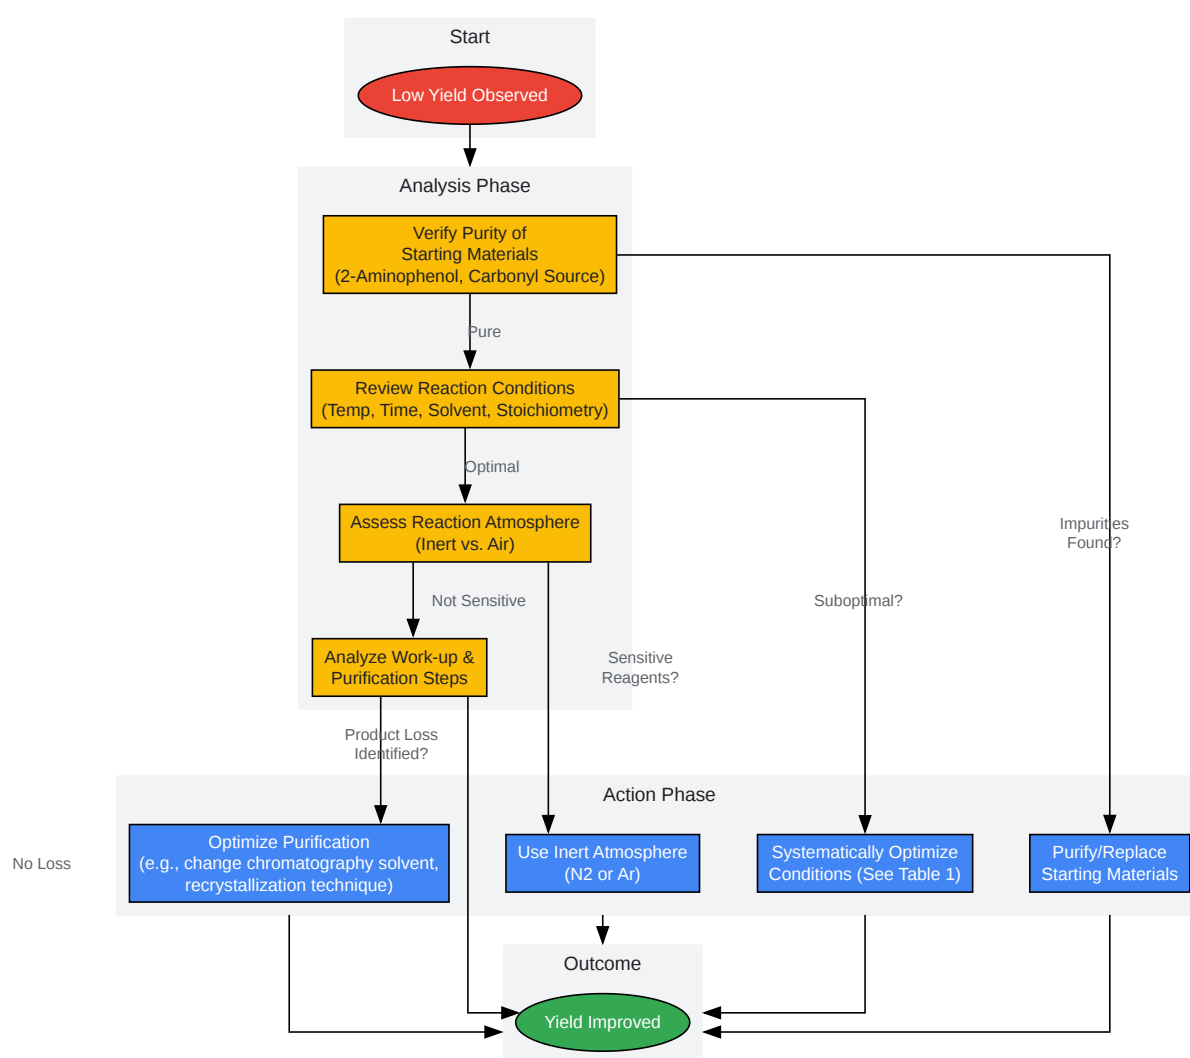 Start
Low Yield Observed
Analysis Phase
Verify Purity of
Starting Materials
(2-Aminophenol, Carbonyl Source)
Pure
Review Reaction Conditions
(Temp, Time, Solvent, Stoichiometry)
Optimal
Assess Reaction Atmosphere
(Inert vs. Air)
Impurities
Found?
Not Sensitive
Suboptimal?
Analyze Work-up &
Purification Steps
Sensitive
Reagents?
Product Loss
Identified?
Action Phase
No Loss
Optimize Purification
(e.g., change chromatography solvent,
recrystallization technique)
Use Inert Atmosphere
(N2 or Ar)
Systematically Optimize
Conditions (See Table 1)
Purify/Replace
Starting Materials
Outcome
Yield Improved